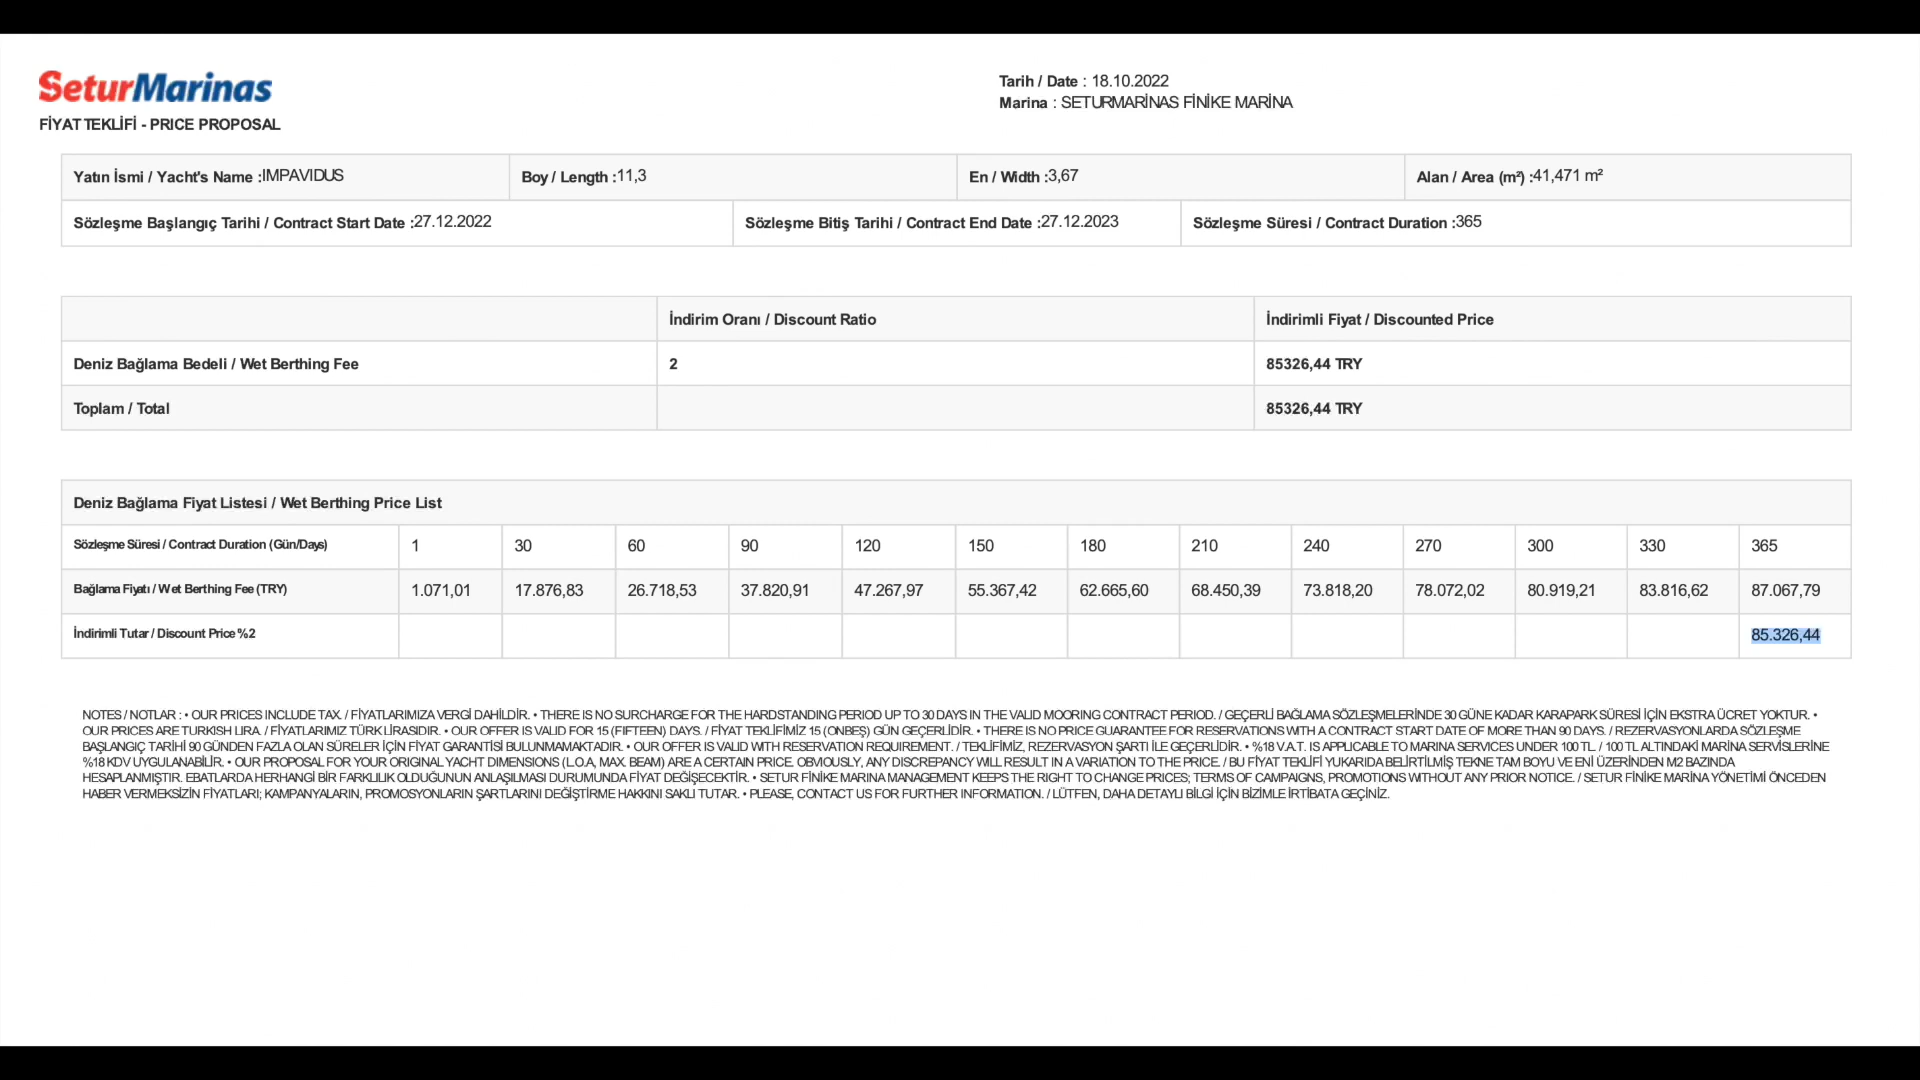 SeturMarinas
FİYAT TEKLİFİ - PRICE PROPOSAL
Tarih / Date : 18.10.2022
Marina : SETURMARİNAS FİNİKE MARİNA
Yatın İsmi / Yacht's Name :IMPAVIDUS Boy / Length :11,3 En / Width :3,67 Alan / Area (m²) :41,471 m²
Sözleşme Başlangıç Tarihi / Contract Start Date :27.12.2022 Sözleşme Bitiş Tarihi / Contract End Date :27.12.2023 Sözleşme Süresi / Contract Duration :365
İndirim Oranı / Discount Ratio İndirimli Fiyat / Discounted Price
Deniz Bağlama Bedeli / Wet Berthing Fee 2 85326,44 TRY
Toplam / Total 85326,44 TRY
Deniz Bağlama Fiyat Listesi / Wet Berthing Price List
Sözleşme Süresi / Contract Duration (Gün/Days) 1 30 60 90 120 150 180 210 240 270 300 330 365
Bağlama Fiyatı / Wet Berthing Fee (TRY) 1.071,01 17.876,83 26.718,53 37.820,91 47.267,97 55.367,42 62.665,60 68.450,39 73.818,20 78.072,02 80.919,21 83.816,62 87.067,79
İndirimli Tutar / Discount Price %2 85.326,44
NOTES / NOTLAR : • OUR PRICES INCLUDE TAX. / FİYATLARIMIZA VERGİ DAHİLDİR. • THERE IS NO SURCHARGE FOR THE HARDSTANDING PERIOD UP TO 30 DAYS IN THE VALID MOORING CONTRACT PERIOD. / GEÇERLİ BAĞLAMA SÖZLEŞMELERİNDE 30 GÜNE KADAR KARAPARK SÜRESİ İÇİN EKSTRA ÜCRET YOKTUR. •
OUR PRICES ARE TURKISH LIRA. / FİYATLARIMIZ TÜRK LİRASIDIR. • OUR OFFER IS VALID FOR 15 (FIFTEEN) DAYS. / FİYAT TEKLİFİMİZ 15 (ONBEŞ) GÜN GEÇERLİDİR. • THERE IS NO PRICE GUARANTEE FOR RESERVATIONS WITH A CONTRACT START DATE OF MORE THAN 90 DAYS. / REZERVASYONLARDA SÖZLEŞME
BAŞLANGIÇ TARİHİ 90 GÜNDEN FAZLA OLAN SÜRELER İÇİN FİYAT GARANTİSİ BULUNMAMAKTADIR. • OUR OFFER IS VALID WITH RESERVATION REQUIREMENT. / TEKLİFİMİZ, REZERVASYON ŞARTI İLE GEÇERLİDİR. • %18 V.A.T. IS APPLICABLE TO MARINA SERVICES UNDER 100 TL. / 100 TL ALTINDAKİ MARİNA SERVİSLERİNE
%18 KDV UYGULANABİLİR. • OUR PROPOSAL FOR YOUR ORIGINAL YACHT DIMENSIONS (L.O.A, MAX. BEAM) ARE A CERTAIN PRICE. OBVIOUSLY, ANY DISCREPANCY WILL RESULT IN A VARIATION TO THE PRICE. / BU FİYAT TEKLİFİ YUKARIDA BELİRTİLMİŞ TEKNE TAM BOYU VE ENİ ÜZERİNDEN M2 BAZINDA
HESAPLANMIŞTIR. EBATLARDA HERHANGİ BİR FARKLILIK OLDUĞUNUN ANLAŞILMASI DURUMUNDA FİYAT DEĞİŞECEKTİR. • SETUR FİNİKE MARINA MANAGEMENT KEEPS THE RIGHT TO CHANGE PRICES; TERMS OF CAMPAIGNS, PROMOTIONS WITHOUT ANY PRIOR NOTICE. / SETUR FİNİKE MARİNA YÖNETİMİ ÖNCEDEN
HABER VERMEKSİZİN FİYATLARI; KAMPANYALARIN, PROMOSYONLARIN ŞARTLARINI DEĞİŞTİRME HAKKINI SAKLI TUTAR. • PLEASE, CONTACT US FOR FURTHER INFORMATION. / LÜTFEN, DAHA DETAYLI BİLGİ İÇİN BİZİMLE İRTİBATA GEÇİNİZ.